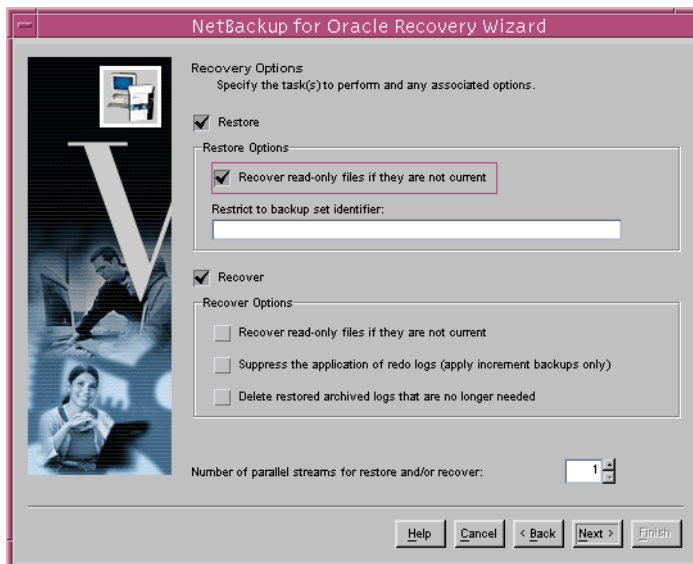 NetBackup for Oracle Recovery Wizard
Recovery Options
Specify the task(s) to perform and any associated options.
Restore
Restore Options
Recover read-only files if they are not current
Restrict to backup set identifier:
Recover
Recover Options
Recover read-only files if they are not current
Suppress the application of redo logs (apply increment backups only)
Delete restored archived logs that are no longer needed
Number of parallel streams for restore and/or recover:
1
Help
Cancel
< Back
Next >
Finish
V